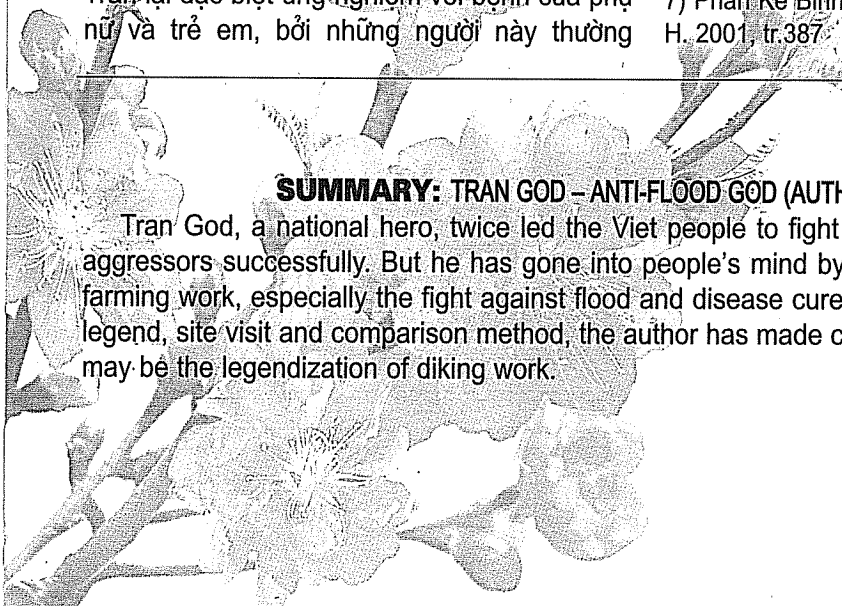 nữ và trẻ em, bởi những người này thường
H. 2001, tr.387
SUMMARY: TRAN GOD – ANTI-FLOOD GOD (AUTH
Tran God, a national hero, twice led the Viet people to fight
aggressors successfully. But he has gone into people's mind by
farming work, especially the fight against flood and disease cure
legend, site visit and comparison method, the author has made c
may be the legendization of diking work.